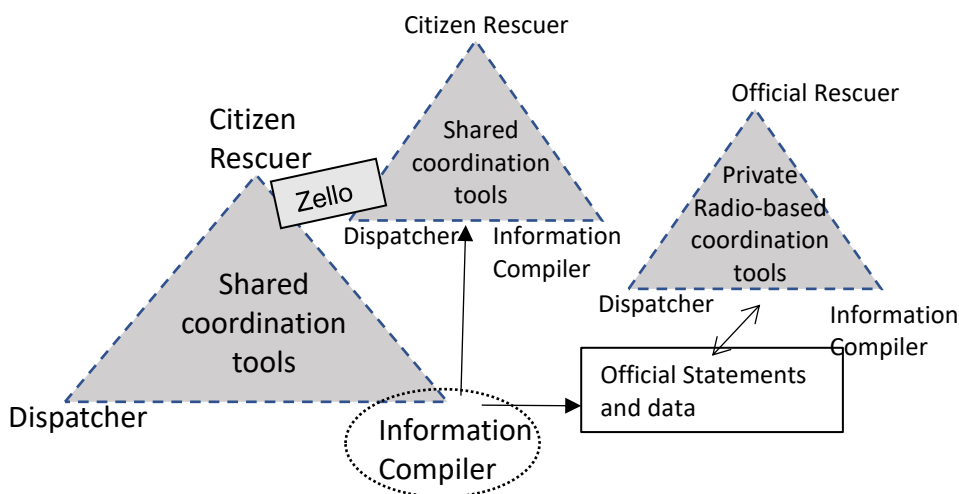 Citizen Rescuer
Official Rescuer
Citizen
Rescuer
Shared
coordination
tools
Private
Radio-based
coordination
tools
Zello
Dispatcher
Information
Compiler
Shared
coordination
tools
Dispatcher
Information
Compiler
Official Statements
and data
Dispatcher
Information
Compiler